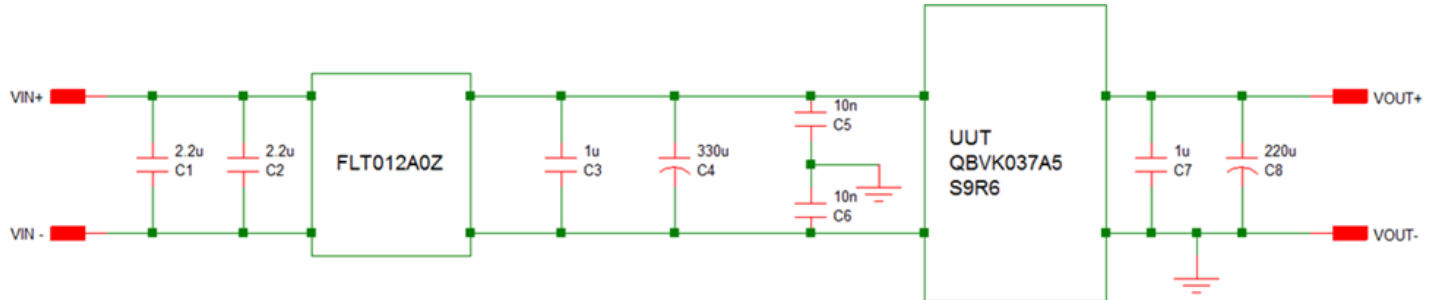 VIN+
VIN -
2.2u
C1
2.2u
C2
FLT012A0Z
1u
C3
330u
C4
10n
C5
10n
C6
UUT
QBVK037A5
S9R6
1u
C7
220u
C8
VOUT+
VOUT-